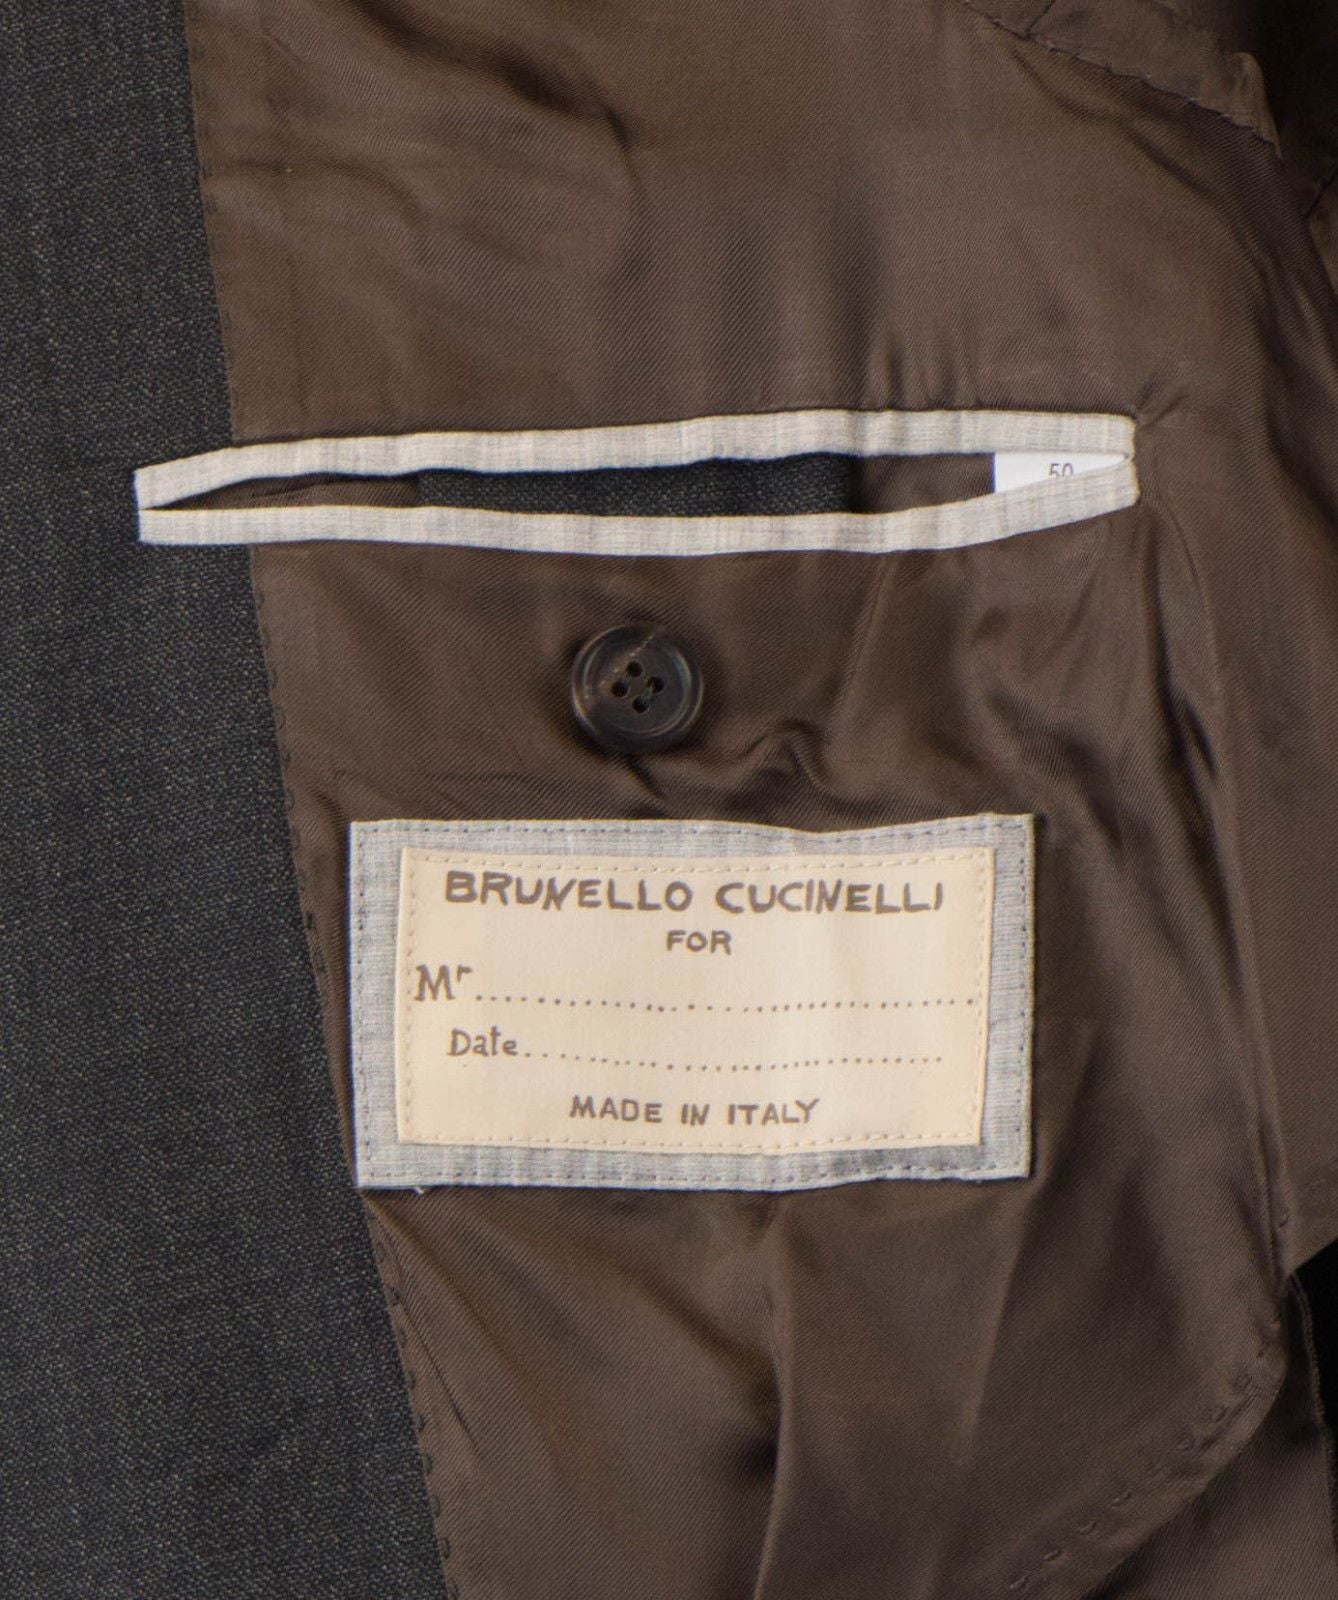 50
BRUNELLO CUCINELLI
FOR
Mr..............................
Date...........................
MADE IN ITALY